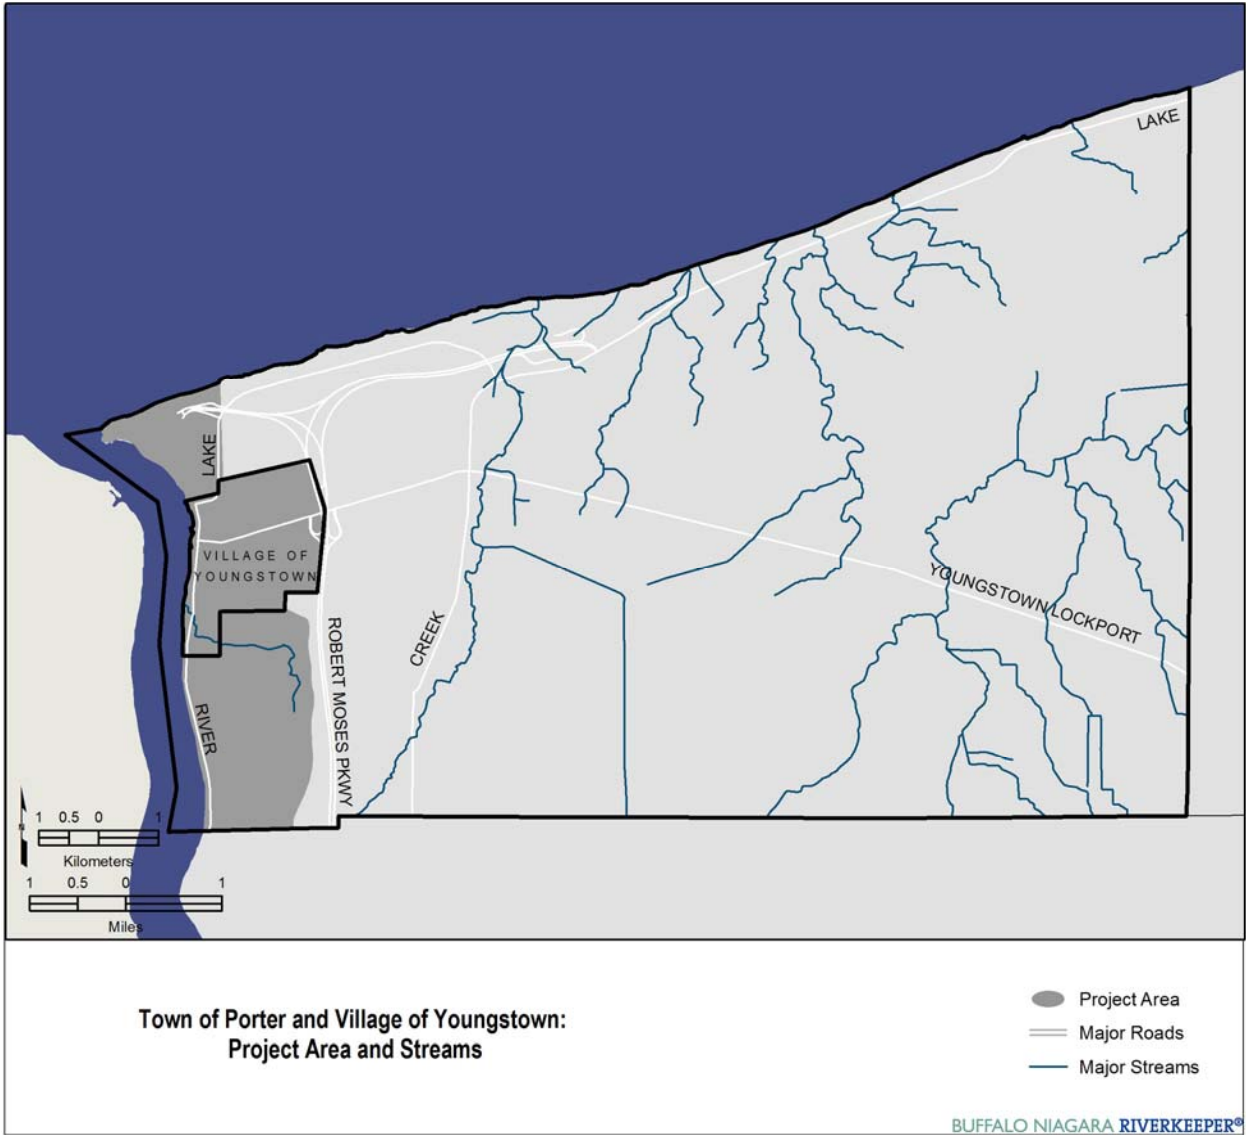 LAKE
LAKE
VILLAGE OF
YOUNGSTOWN
YOUNGSTOWN LOCKPORT
CREEK
ROBERT MOSES PKWY
RIVER
N
1 0.5 0 1
Kilometers
1 0.5 0 1
Miles
Town of Porter and Village of Youngstown:
Project Area and Streams
Project Area
Major Roads
Major Streams
BUFFALO NIAGARA RIVERKEEPER®